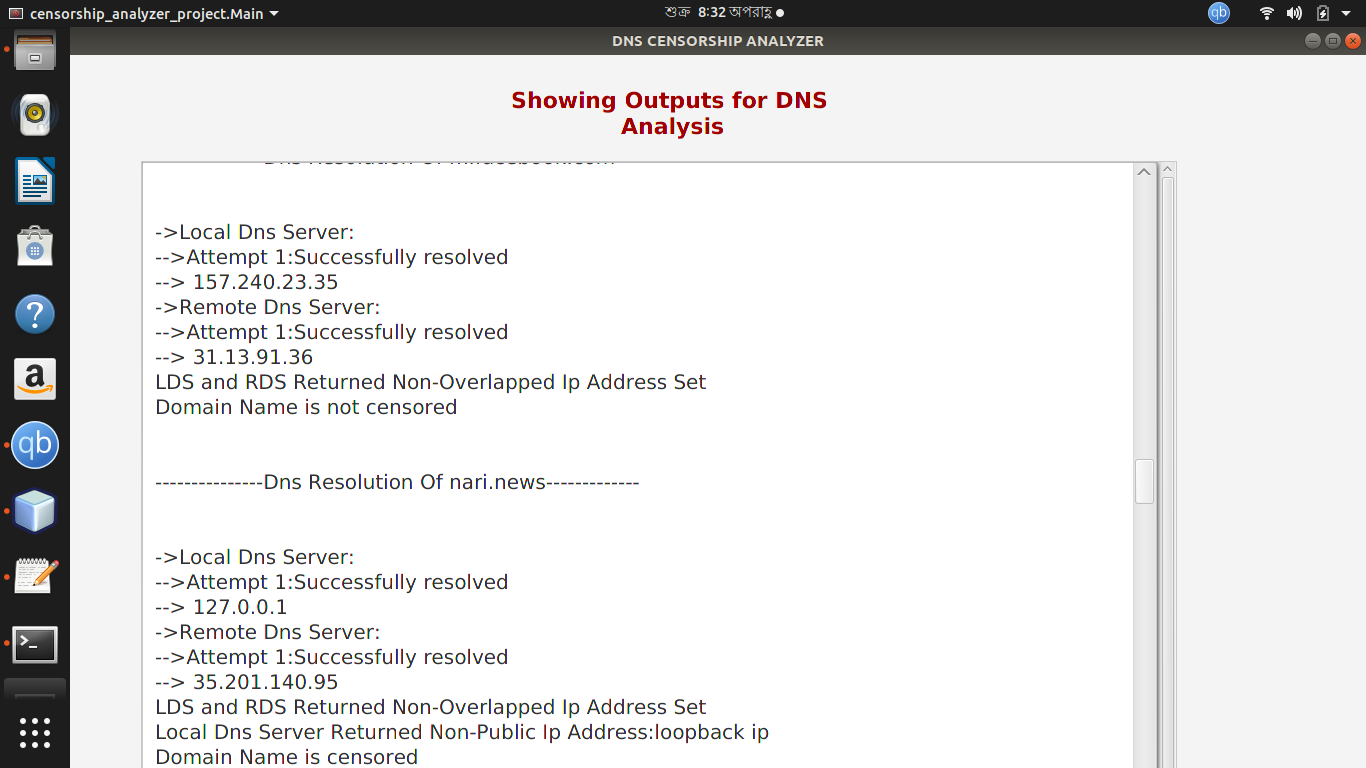 censorship_analyzer_project.Main
শুক্র 8:32 অপরাহ্ণ
qb
DNS CENSORSHIP ANALYZER
Showing Outputs for DNS
Analysis
->Local Dns Server:
-->Attempt 1:Successfully resolved
--> 157.240.23.35
->Remote Dns Server:
-->Attempt 1:Successfully resolved
--> 31.13.91.36
LDS and RDS Returned Non-Overlapped Ip Address Set
Domain Name is not censored
---------------Dns Resolution Of nari.news-------------
->Local Dns Server:
-->Attempt 1:Successfully resolved
--> 127.0.0.1
->Remote Dns Server:
-->Attempt 1:Successfully resolved
--> 35.201.140.95
LDS and RDS Returned Non-Overlapped Ip Address Set
Local Dns Server Returned Non-Public Ip Address:loopback ip
Domain Name is censored
?
a
qb
>_